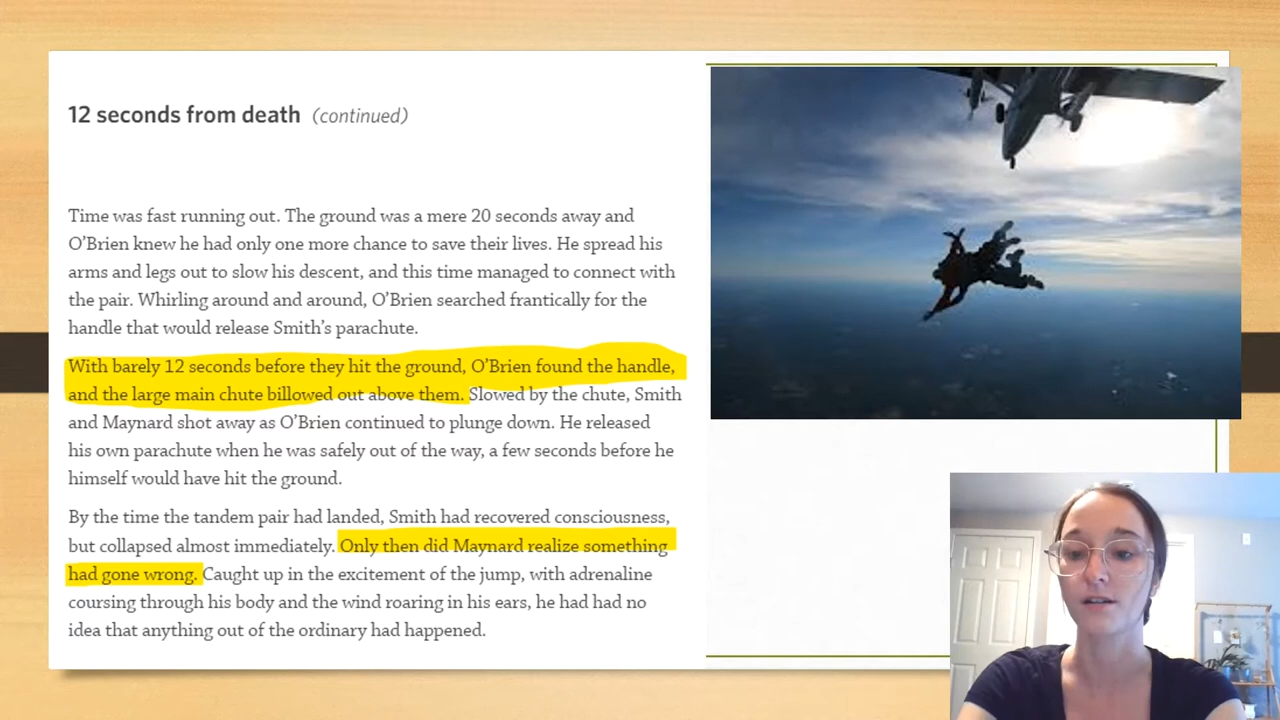 12 seconds from death (continued)
Time was fast running out. The ground was a mere 20 seconds away and
O’Brien knew he had only one more chance to save their lives. He spread his
arms and legs out to slow his descent, and this time managed to connect with
the pair. Whirling around and around, O’Brien searched frantically for the
handle that would release Smith’s parachute.
With barely 12 seconds before they hit the ground, O’Brien found the handle,
and the large main chute billowed out above them. Slowed by the chute, Smith
and Maynard shot away as O’Brien continued to plunge down. He released
his own parachute when he was safely out of the way, a few seconds before he
himself would have hit the ground.
By the time the tandem pair had landed, Smith had recovered consciousness,
but collapsed almost immediately. Only then did Maynard realize something
had gone wrong. Caught up in the excitement of the jump, with adrenaline
coursing through his body and the wind roaring in his ears, he had had no
idea that anything out of the ordinary had happened.